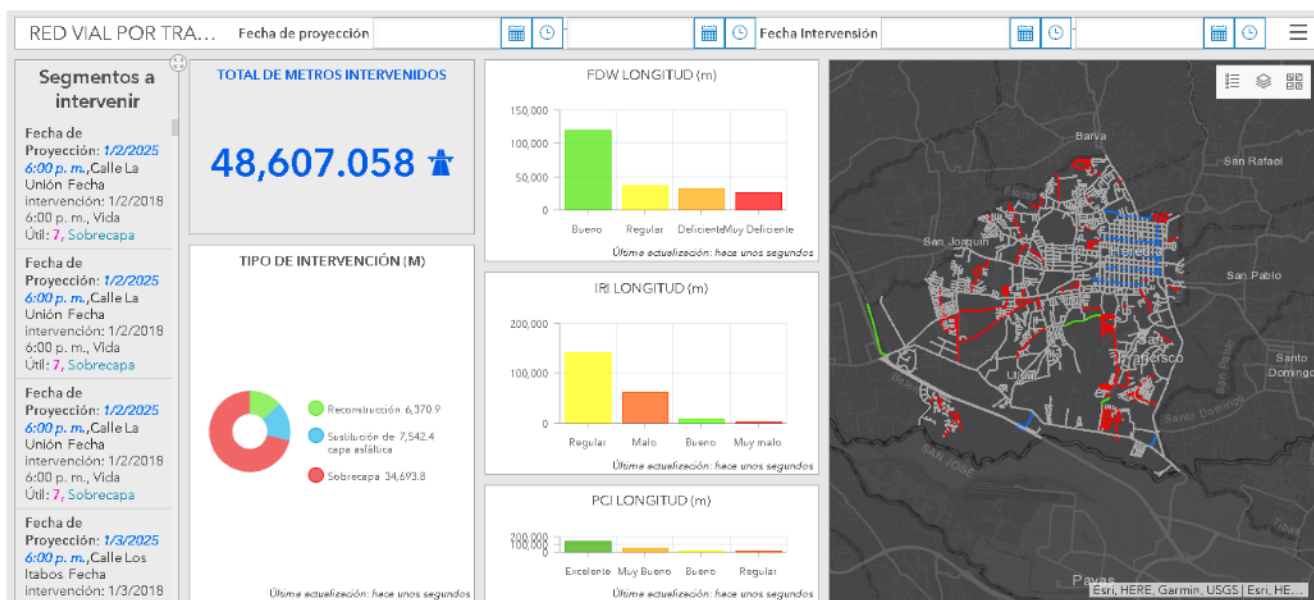 RED VIAL POR TRA...
Fecha de proyección
-
Fecha Intervensión
-
Segmentos a
intervenir
Fecha de
Proyección: 1/2/2025
6:00 p. m.,Calle La
Unión Fecha
intervención: 1/2/2018
6:00 p. m., Vida
Útil: 7, Sobrecapa
Fecha de
Proyección: 1/2/2025
6:00 p. m.,Calle La
Unión Fecha
intervención: 1/2/2018
6:00 p. m., Vida
Útil: 7, Sobrecapa
Fecha de
Proyección: 1/2/2025
6:00 p. m.,Calle La
Unión Fecha
intervención: 1/2/2018
6:00 p. m., Vida
Útil: 7, Sobrecapa
Fecha de
Proyección: 1/3/2025
6:00 p. m.,Calle Los
Itabos Fecha
intervención: 1/3/2018
TOTAL DE METROS INTERVENIDOS
48,607.058
TIPO DE INTERVENCIÓN (M)
Reconstrucción 6,370.9
Sustitución de 7,542.4
capa asfáltica
Sobrecapa 34,693.8
Última actualización: hace unos segundos
FDW LONGITUD (m)
150,000
100,000
50,000
0
Bueno Regular Deficiente Muy Deficiente
Última actualización: hace unos segundos
IRI LONGITUD (m)
200,000
100,000
0
Regular Malo Bueno Muy malo
Última actualización: hace unos segundos
PCI LONGITUD (m)
200,000
100,000
0
Excelente Muy Bueno Bueno Regular
Última actualización: hace unos segundos
Barva
San Rafael
Flores
San Joaquín
Heredia
San Pablo
San
Francisco
San Pablo
Santo
Domingo
Ulloa
Belén
Santo Domingo
SAN JOSÉ
Tibás
Pavas
Esri, HERE, Garmin, USGS | Esri, HE...